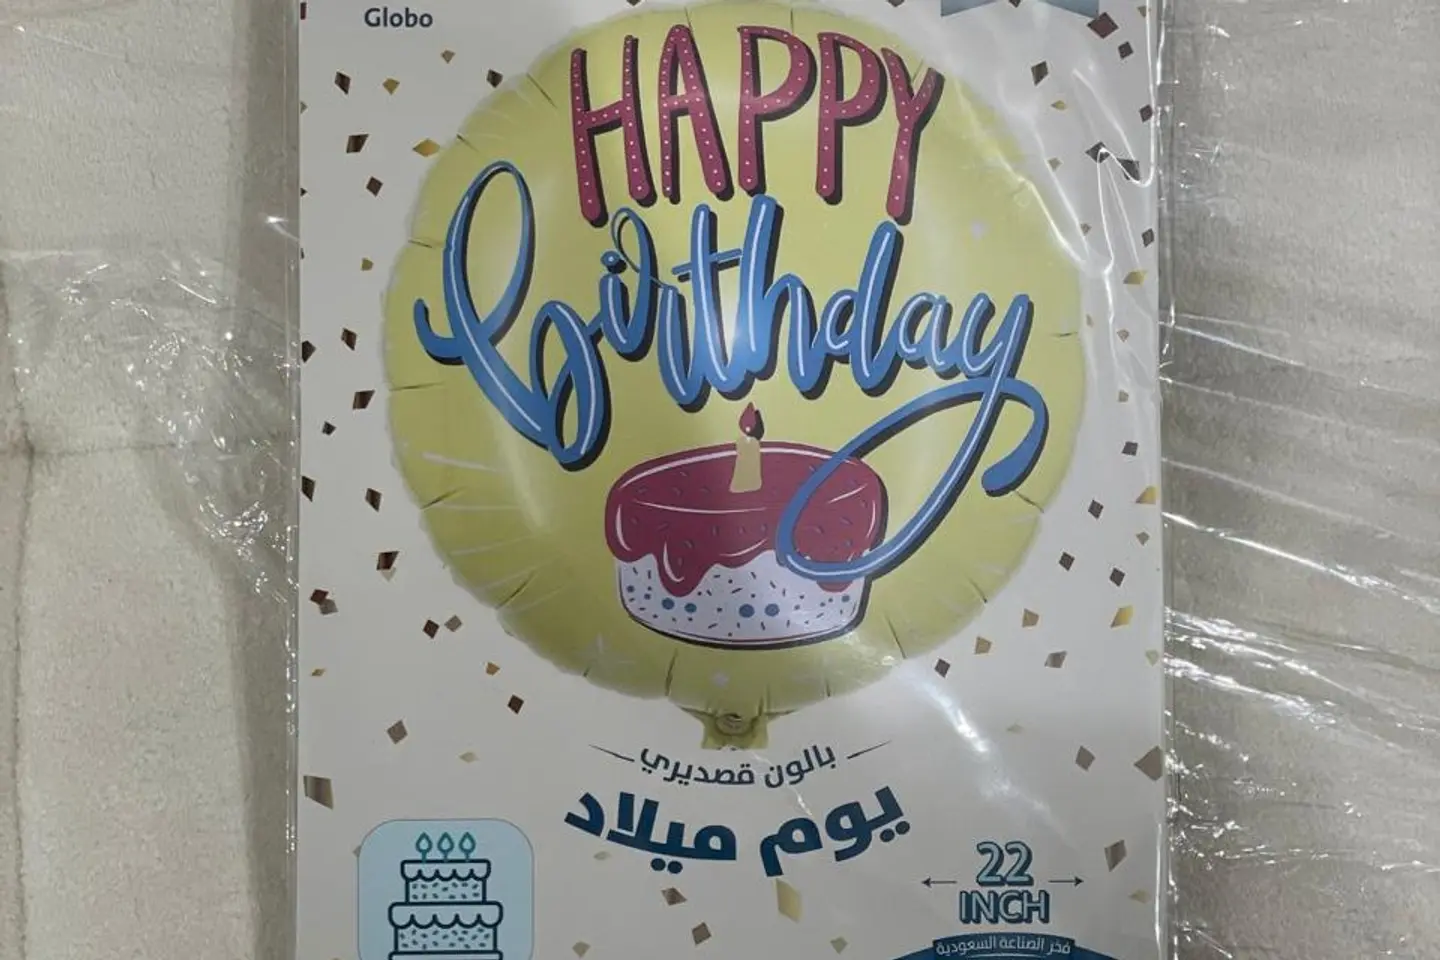 Globo
HAPPY
birthday
بالون قصديري
يوم ميلاد
22
INCH
فخر الصناعة السعودية